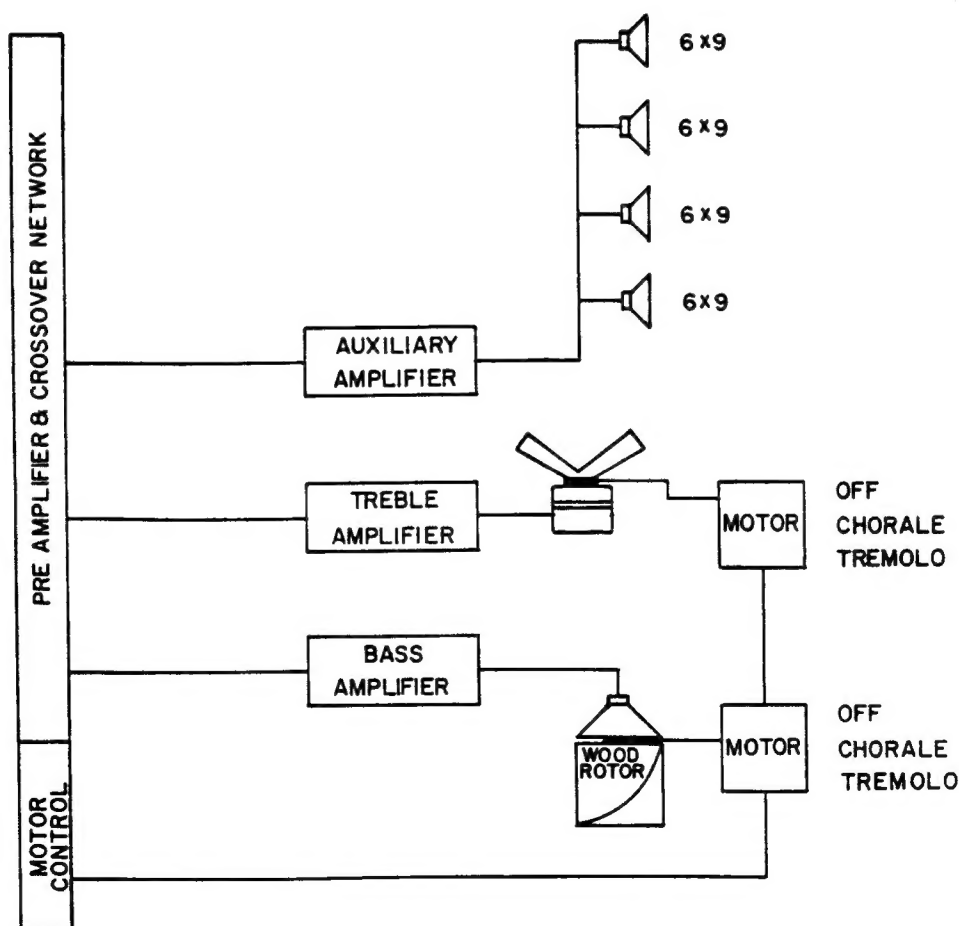 6X9
6X9
6X9
6X9
PRE AMPLIFIER & CROSSOVER NETWORK
AUXILIARY
AMPLIFIER
TREBLE
AMPLIFIER
MOTOR
OFF
CHORALE
TREMOLO
BASS
AMPLIFIER
WOOD
ROTOR
MOTOR
OFF
CHORALE
TREMOLO
MOTOR
CONTROL